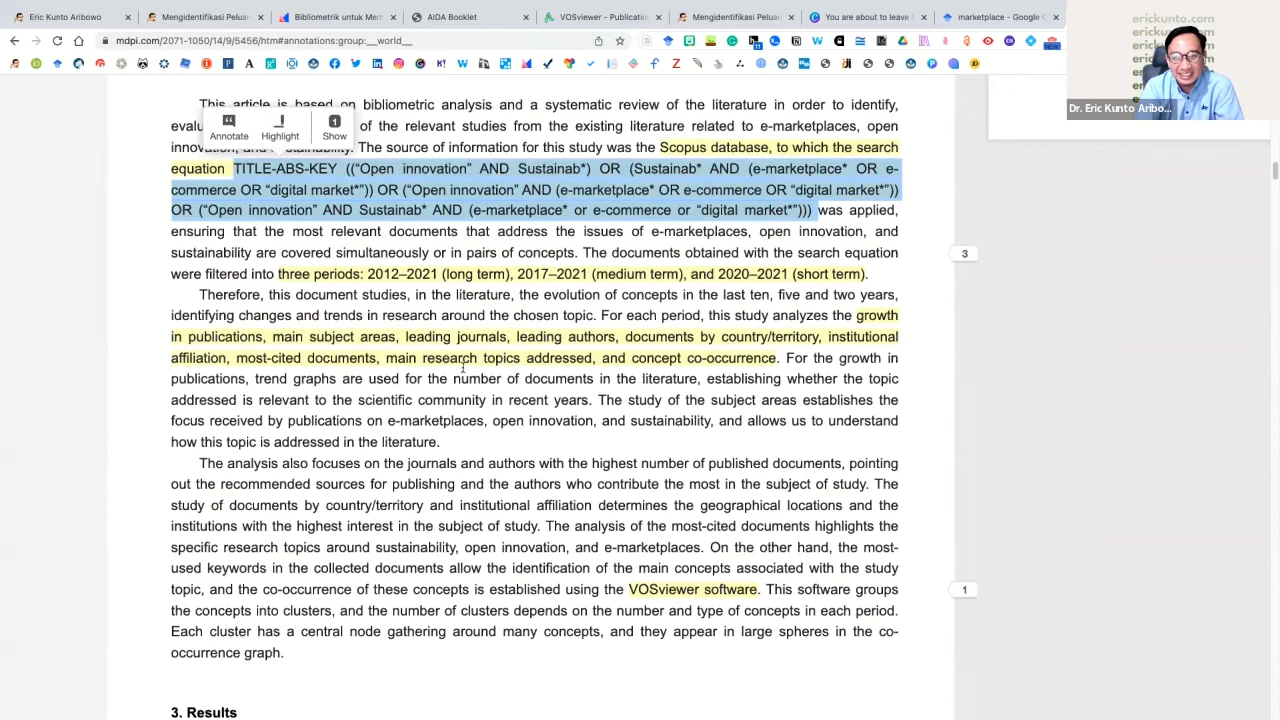 Eric Kunto Aribowo
Mengidentifikasi Peluan
Bibliometrik untuk Mem
AIDA Booklet
VOSviewer - Publication
Mengidentifikasi Peluan
You are about to leave
marketplace - Google C
mdpi.com/2071-1050/14/9/5456/htm#annotations:group:__world__
erickunto.com
erickunto.com
Dr. Eric Kunto Aribo...
Annotate
Highlight
Show
This article is based on bibliometric analysis and a systematic review of the literature in order to identify,
evalu of the relevant studies from the existing literature related to e-marketplaces, open
The source of information for this study was the Scopus database, to which the search
equation TITLE-ABS-KEY ((“Open innovation” AND Sustainab*) OR (Sustainab* AND (e-marketplace* OR e-
commerce OR “digital market*”)) OR (“Open innovation” AND (e-marketplace* OR e-commerce OR “digital market*”))
OR (“Open innovation” AND Sustainab* AND (e-marketplace* or e-commerce or “digital market*”))) was applied,
ensuring that the most relevant documents that address the issues of e-marketplaces, open innovation, and
sustainability are covered simultaneously or in pairs of concepts. The documents obtained with the search equation
were filtered into three periods: 2012–2021 (long term), 2017–2021 (medium term), and 2020–2021 (short term).
3
Therefore, this document studies, in the literature, the evolution of concepts in the last ten, five and two years,
identifying changes and trends in research around the chosen topic. For each period, this study analyzes the growth
in publications, main subject areas, leading journals, leading authors, documents by country/territory, institutional
affiliation, most-cited documents, main research topics addressed, and concept co-occurrence. For the growth in
publications, trend graphs are used for the number of documents in the literature, establishing whether the topic
addressed is relevant to the scientific community in recent years. The study of the subject areas establishes the
focus received by publications on e-marketplaces, open innovation, and sustainability, and allows us to understand
how this topic is addressed in the literature.
The analysis also focuses on the journals and authors with the highest number of published documents, pointing
out the recommended sources for publishing and the authors who contribute the most in the subject of study. The
study of documents by country/territory and institutional affiliation determines the geographical locations and the
institutions with the highest interest in the subject of study. The analysis of the most-cited documents highlights the
specific research topics around sustainability, open innovation, and e-marketplaces. On the other hand, the most-
used keywords in the collected documents allow the identification of the main concepts associated with the study
topic, and the co-occurrence of these concepts is established using the VOSviewer software. This software groups
1
the concepts into clusters, and the number of clusters depends on the number and type of concepts in each period.
Each cluster has a central node gathering around many concepts, and they appear in large spheres in the co-
occurrence graph.
3. Results